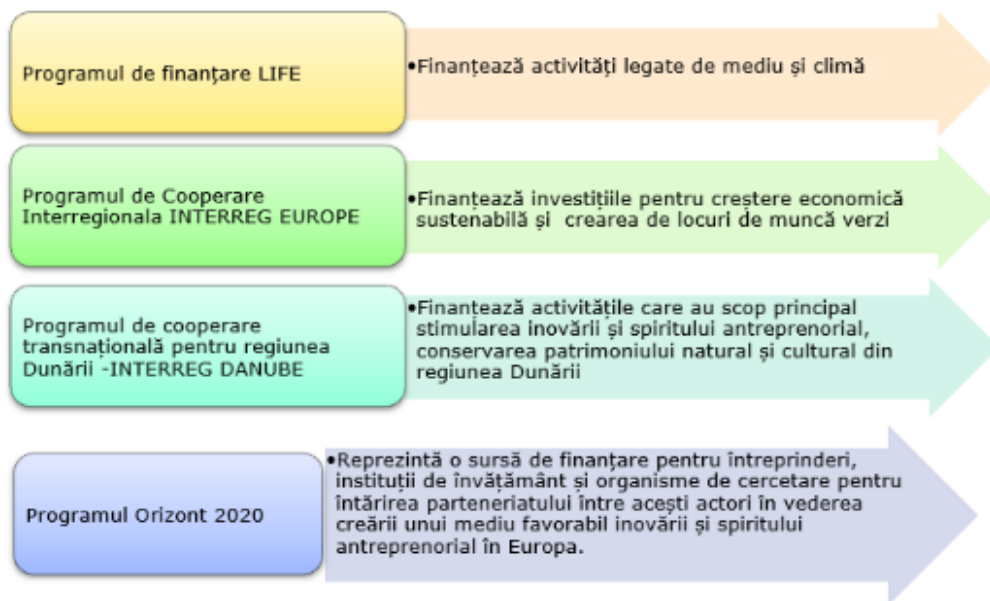 Programul de finanțare LIFE
•Finanțează activități legate de mediu și climă
Programul de Cooperare
Interregionala INTERREG EUROPE
•Finanțează investițiile pentru creștere economică
sustenabilă și creărea de locuri de muncă verzi
Programul de cooperare
transnațională pentru regiunea
Dunării -INTERREG DANUBE
•Finanțează activitățile care au scop principal
stimularea inovării și spiritului antreprenorial,
conservarea patrimoniului natural și cultural din
regiunea Dunării
Programul Orizont 2020
•Reprezintă o sursă de finanțare pentru întreprinderi,
instituții de învățământ și organisme de cercetare pentru
întărirea parteneriatului între acești actori în vederea
creării unui mediu favorabil inovării și spiritului
antreprenorial în Europa.